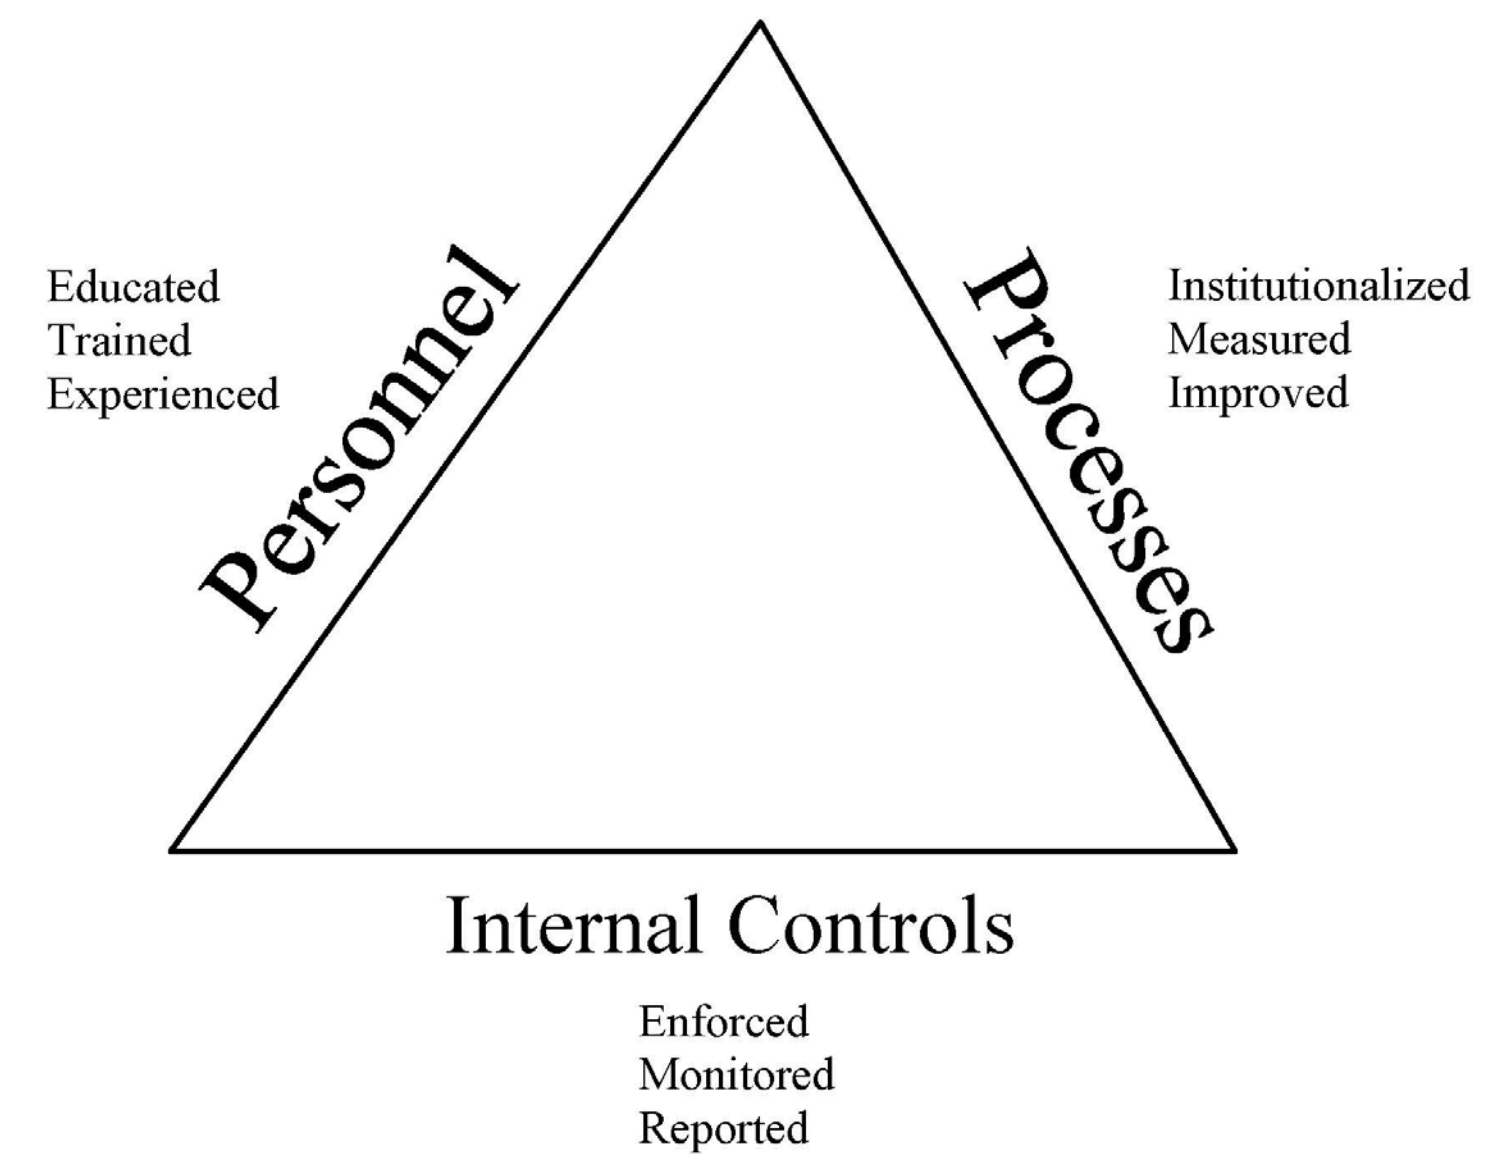 Personnel
Educated
Trained
Experienced
Processes
Institutionalized
Measured
Improved
Internal Controls
Enforced
Monitored
Reported